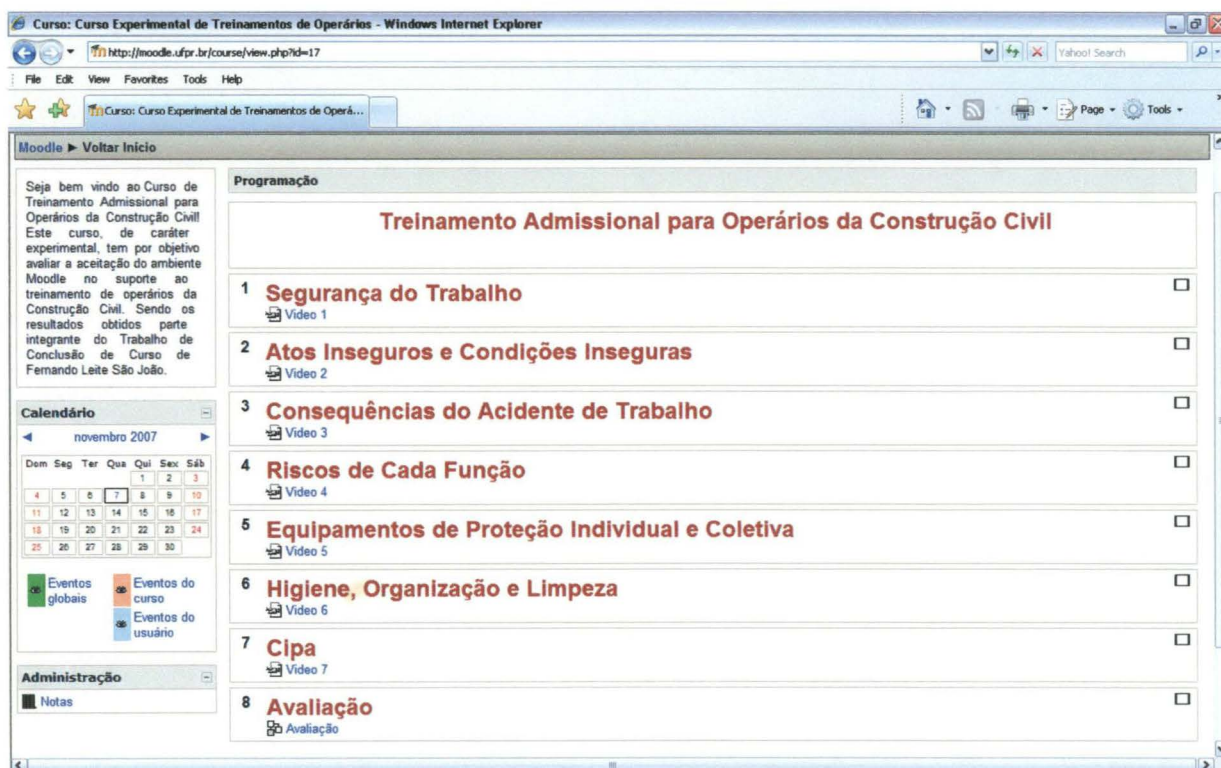 Curso: Curso Experimental de Treinamentos de Operários - Windows Internet Explorer
http://moodle.ufpr.br/course/view.php?id=17
Yahoo! Search
File Edit View Favorites Tools Help
Curso: Curso Experimental de Treinamentos de Operá...
Page Tools
Moodle ► Voltar Início
Seja bem vindo ao Curso de
Treinamento Admissional para
Operários da Construção Civil!
Este curso, de caráter
experimental, tem por objetivo
avaliar a aceitação do ambiente
Moodle no suporte ao
treinamento de operários da
Construção Civil. Sendo os
resultados obtidos parte
integrante do Trabalho de
Conclusão de Curso de
Fernando Leite São João.
Calendário
novembro 2007
Dom Seg Ter Qua Qui Sex Sáb
1 2 3
4 5 6 7 8 9 10
11 12 13 14 15 16 17
18 19 20 21 22 23 24
25 26 27 28 29 30
Eventos globais
Eventos do curso
Eventos do usuário
Administração
Notas
Programação
Treinamento Admissional para Operários da Construção Civil
1 Segurança do Trabalho
Video 1
2 Atos Inseguros e Condições Inseguras
Video 2
3 Consequências do Acidente de Trabalho
Video 3
4 Riscos de Cada Função
Video 4
5 Equipamentos de Proteção Individual e Coletiva
Video 5
6 Higiene, Organização e Limpeza
Video 6
7 Cipa
Video 7
8 Avaliação
Avaliação